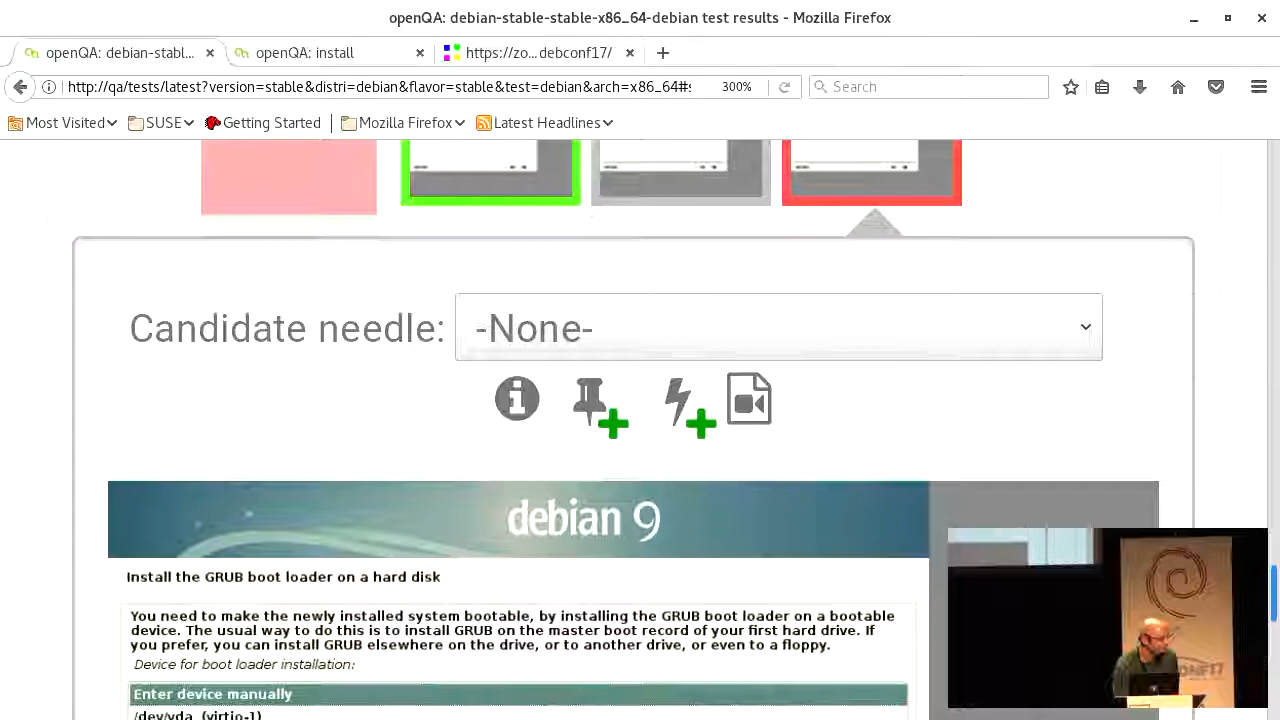 openQA: debian-stable-stable-x86_64-debian test results - Mozilla Firefox
openQA: debian-stabl... openQA: install https://zo...debconf17/
http://qa/tests/latest?version=stable&distri=debian&flavor=stable&test=debian&arch=x86_64#s 300% Search
Most Visited SUSE Getting Started Mozilla Firefox Latest Headlines
Candidate needle: -None-
debian 9
Install the GRUB boot loader on a hard disk
You need to make the newly installed system bootable, by installing the GRUB boot loader on a bootable
device. The usual way to do this is to install GRUB on the master boot record of your first hard drive. If
you prefer, you can install GRUB elsewhere on the drive, or to another drive, or even to a floppy.
Device for boot loader installation:
Enter device manually
/dev/vda (virtio-1)